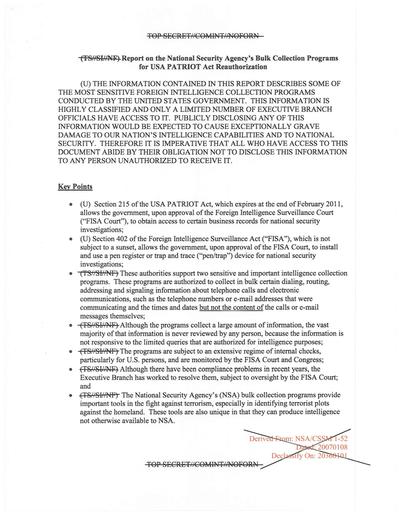 TOP SECRET//COMINT//NOFORN
(TS//SI//NF) Report on the National Security Agency's Bulk Collection Programs
for USA PATRIOT Act Reauthorization
(U) THE INFORMATION CONTAINED IN THIS REPORT DESCRIBES SOME OF
THE MOST SENSITIVE FOREIGN INTELLIGENCE COLLECTION PROGRAMS
CONDUCTED BY THE UNITED STATES GOVERNMENT. THIS INFORMATION IS
HIGHLY CLASSIFIED AND ONLY A LIMITED NUMBER OF EXECUTIVE BRANCH
OFFICIALS HAVE ACCESS TO IT. PUBLICLY DISCLOSING ANY OF THIS
INFORMATION WOULD BE EXPECTED TO CAUSE EXCEPTIONALLY GRAVE
DAMAGE TO OUR NATION'S INTELLIGENCE CAPABILITIES AND TO NATIONAL
SECURITY. THEREFORE IT IS IMPERATIVE THAT ALL WHO HAVE ACCESS TO THIS
DOCUMENT ABIDE BY THEIR OBLIGATION NOT TO DISCLOSE THIS INFORMATION
TO ANY PERSON UNAUTHORIZED TO RECEIVE IT.
Key Points
• (U) Section 215 of the USA PATRIOT Act, which expires at the end of February 2011,
allows the government, upon approval of the Foreign Intelligence Surveillance Court
("FISA Court"), to obtain access to certain business records for national security
investigations;
• (U) Section 402 of the Foreign Intelligence Surveillance Act ("FISA"), which is not
subject to a sunset, allows the government, upon approval of the FISA Court, to install
and use a pen register or trap and trace ("pen/trap") device for national security
investigations;
• (TS//SI//NF) These authorities support two sensitive and important intelligence collection
programs. These programs are authorized to collect in bulk certain dialing, routing,
addressing and signaling information about telephone calls and electronic
communications, such as the telephone numbers or e-mail addresses that were
communicating and the times and dates but not the content of the calls or e-mail
messages themselves;
• (TS//SI//NF) Although the programs collect a large amount of information, the vast
majority of that information is never reviewed by any person, because the information is
not responsive to the limited queries that are authorized for intelligence purposes;
• (TS//SI//NF) The programs are subject to an extensive regime of internal checks,
particularly for U.S. persons, and are monitored by the FISA Court and Congress;
• (TS//SI//NF) Although there have been compliance problems in recent years, the
Executive Branch has worked to resolve them, subject to oversight by the FISA Court;
and
• (TS//SI//NF) The National Security Agency's (NSA) bulk collection programs provide
important tools in the fight against terrorism, especially in identifying terrorist plots
against the homeland. These tools are also unique in that they can produce intelligence
not otherwise available to NSA.
Derived From: NSA/CSSM 1-52
Dated: 20070108
Declassify On: 20360101
TOP SECRET//COMINT//NOFORN